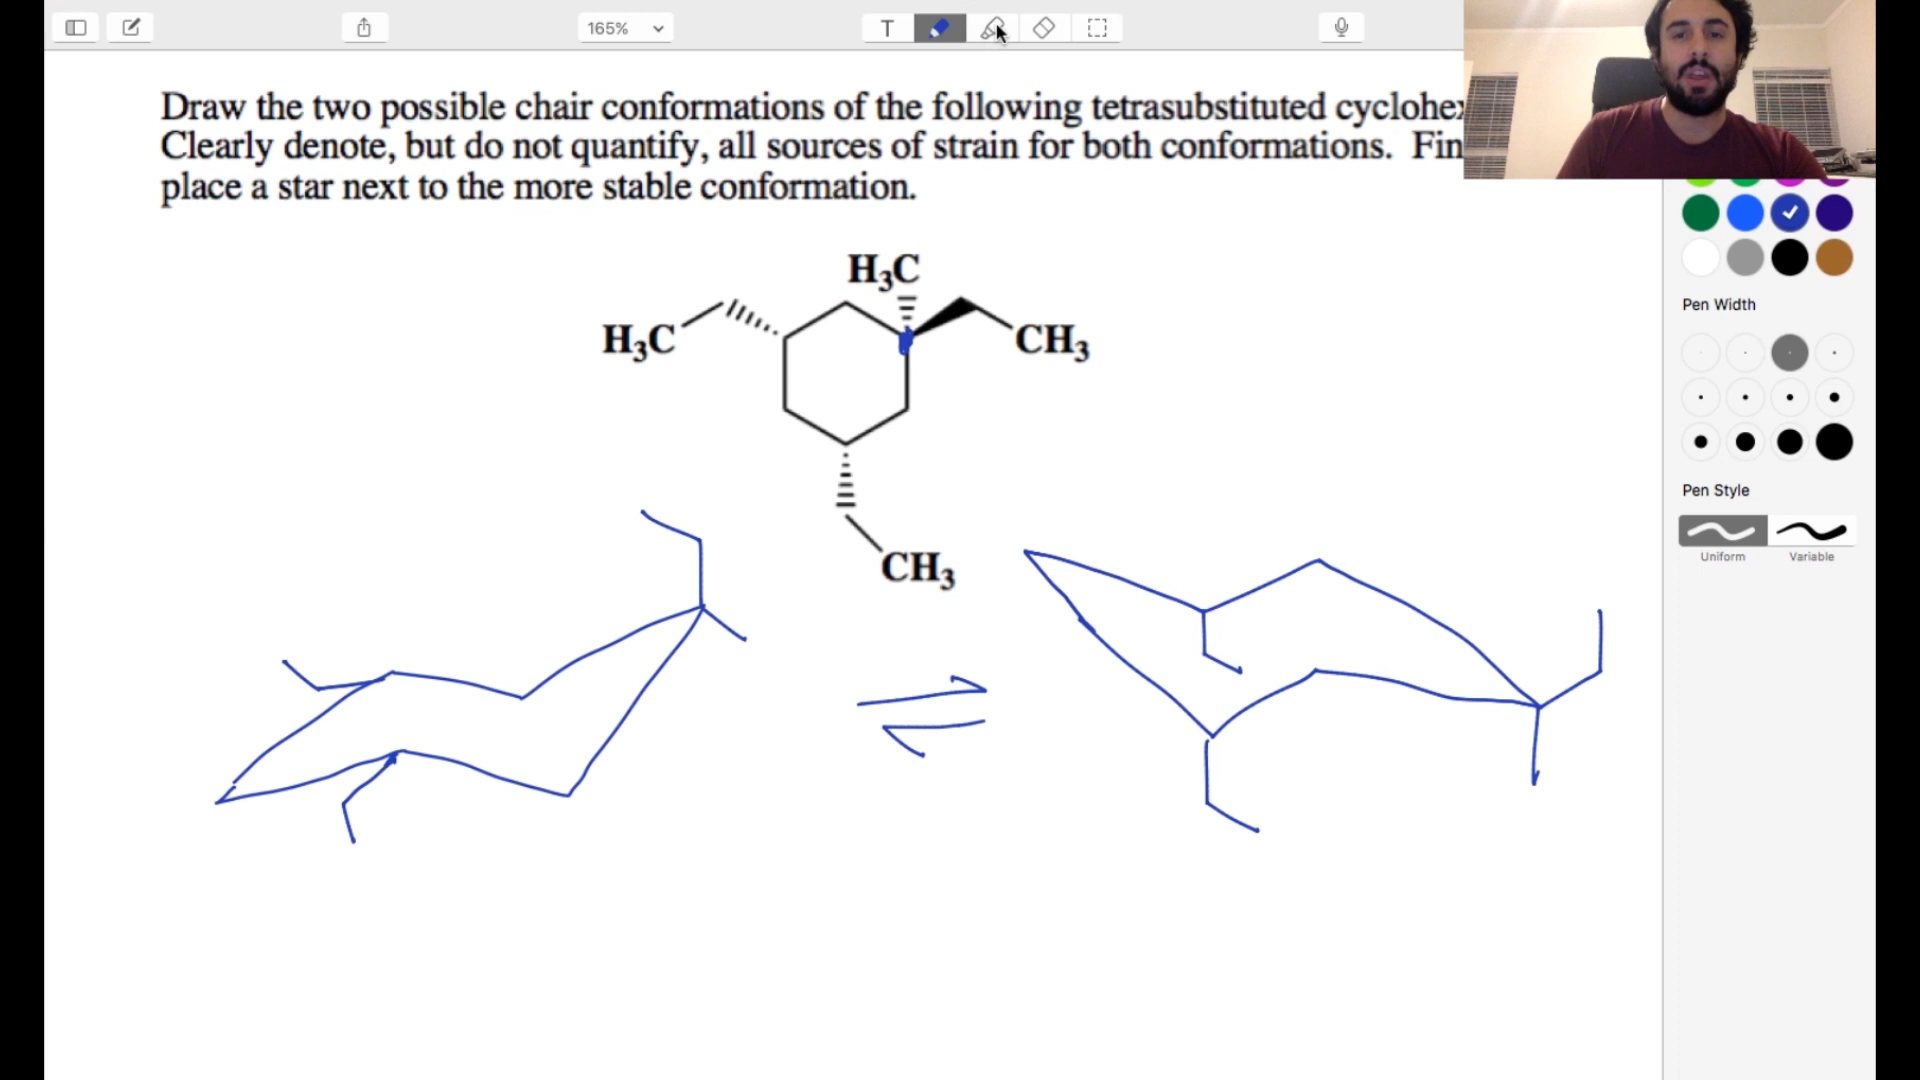 165%
T
Draw the two possible chair conformations of the following tetrasubstituted
Clearly denote, but do not quantify, all sources of strain for both conformations.
place a star next to the more stable conformation.
H₃C
H₃C
CH₃
CH₃
Pen Width
Pen Style
Uniform
Variable